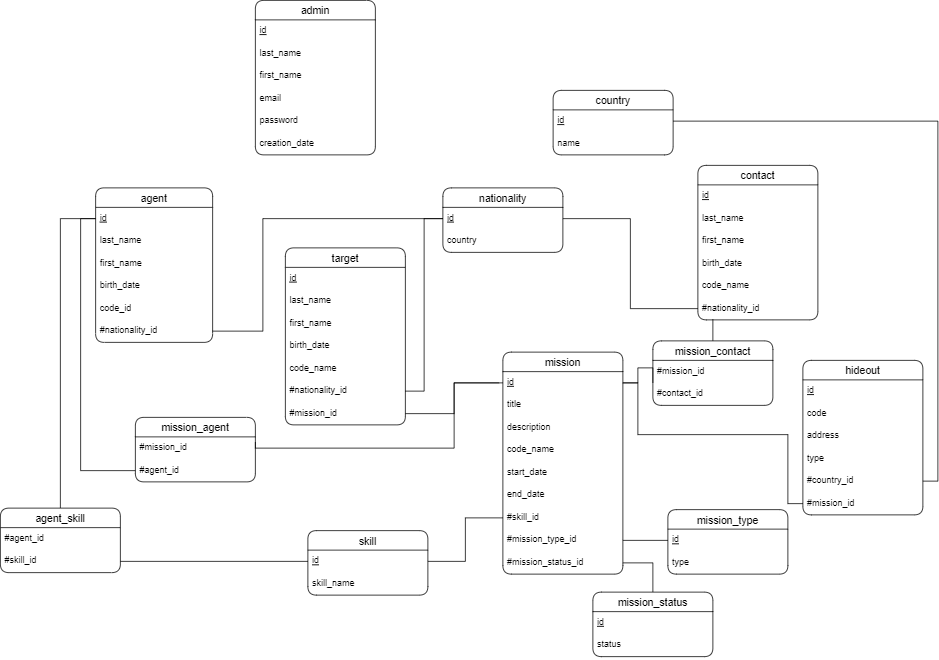 admin
id
last_name
first_name
email
password
creation_date
country
id
name
contact
id
last_name
first_name
birth_date
code_name
#nationality_id
agent
id
last_name
first_name
birth_date
code_id
#nationality_id
nationality
id
country
target
id
last_name
first_name
birth_date
code_name
#nationality_id
#mission_id
mission_contact
#mission_id
#contact_id
mission
id
title
description
code_name
start_date
end_date
#skill_id
#mission_type_id
#mission_status_id
hideout
id
code
address
type
#country_id
#mission_id
mission_agent
#mission_id
#agent_id
agent_skill
#agent_id
#skill_id
skill
id
skill_name
mission_type
id
type
mission_status
id
status